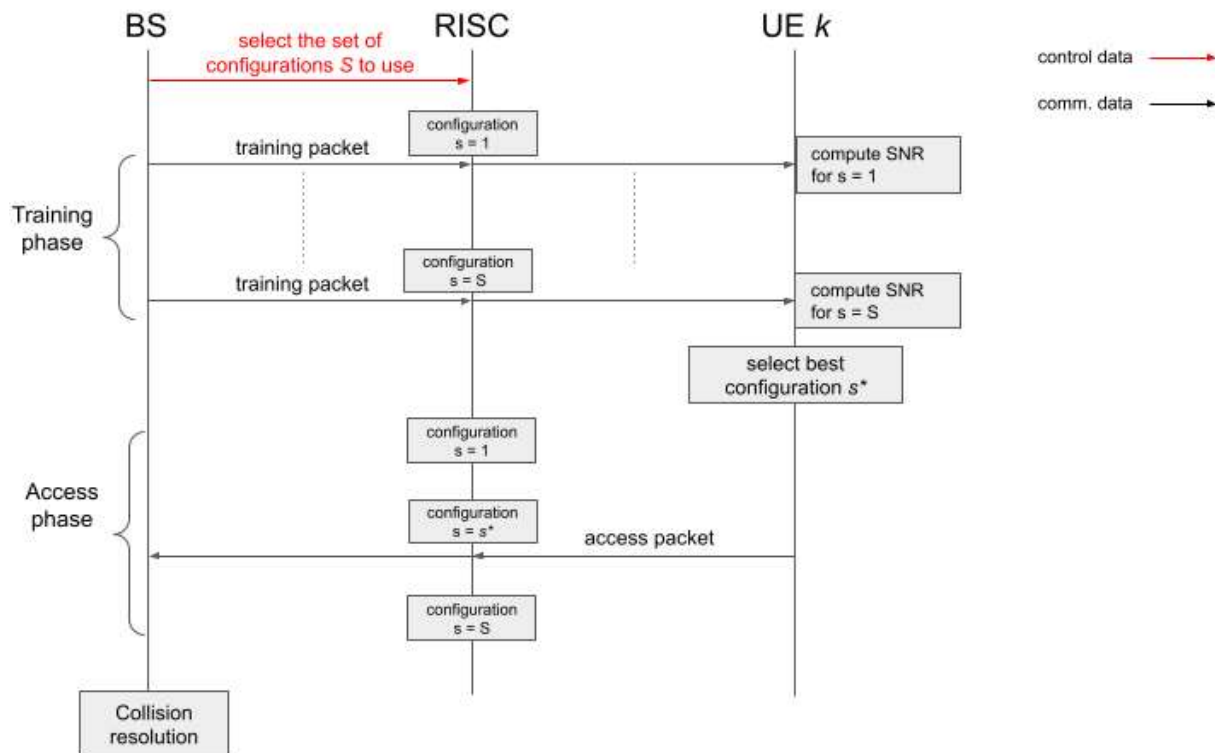 BS
RISC
UE k
select the set of
configurations S to use
control data
comm. data
configuration
s = 1
training packet
compute SNR
for s = 1
Training
phase
configuration
s = S
training packet
compute SNR
for s = S
select best
configuration s*
configuration
s = 1
Access
phase
configuration
s = s*
access packet
configuration
s = S
Collision
resolution